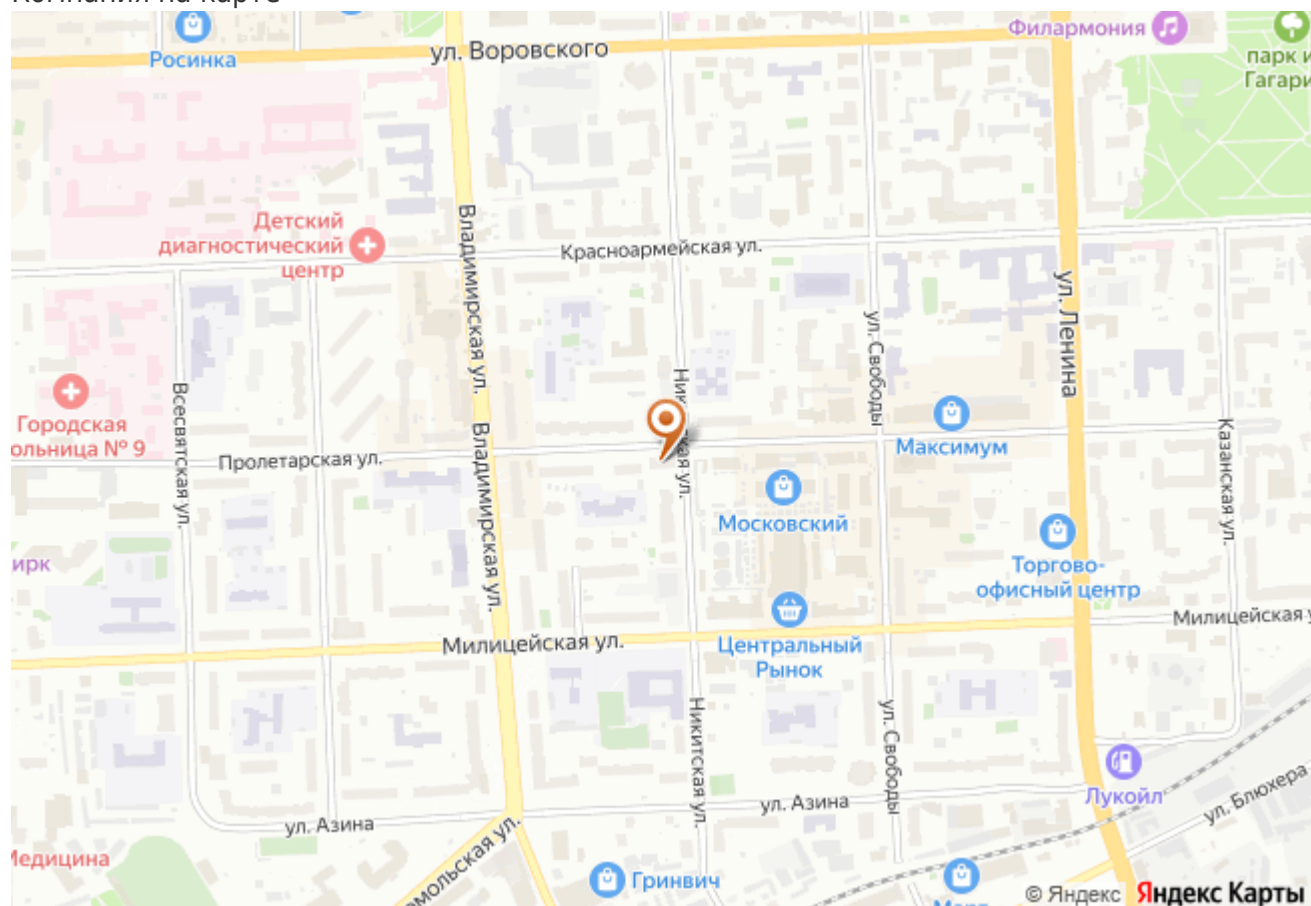 Росинка
ул. Воровского
Филармония
парк и
Гагари
Детский
диагностический
центр
Владимирская ул.
Красноармейская ул.
ул. Ленина
ул. Свободы
Всесвятская ул.
Городская
ольница № 9
Пролетарская ул.
Владимирская ул.
Максимум
Казанская ул.
Московский
Владимирская ул.
ирк
Торгово-
офисный центр
Милицейская ул.
Центральный
Рынок
Милицейская у
Никитская ул.
ул. Свободы
Лукойл
ул. Блюхера
ул. Азина
ул. Азина
Медицина
мольская ул.
Гринвич
© Яндекс Яндекс Карты